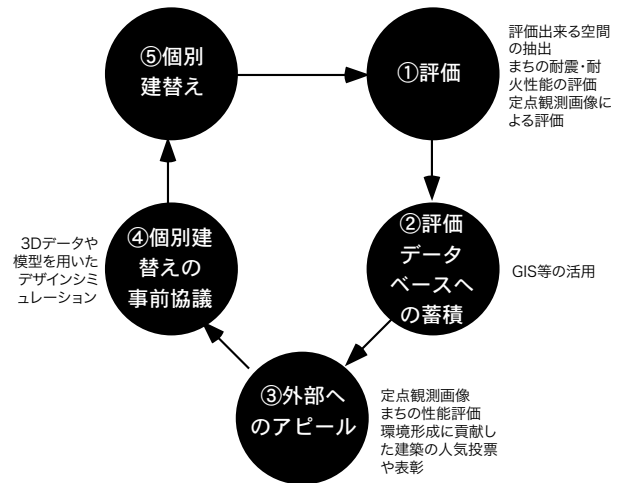 ⑤個別
建替え
①評価
評価出来る空間
の抽出
まちの耐震・耐
火性能の評価
定点観測画像に
よる評価
②評価
データ
ベースへ
の蓄積
GIS等の活用
③外部へ
のアピール
定点観測画像
まちの性能評価
環境形成に貢献し
た建築の人気投票
や表彰
④個別建
替えの
事前協議
3Dデータや
模型を用いた
デザインシミ
ュレーション